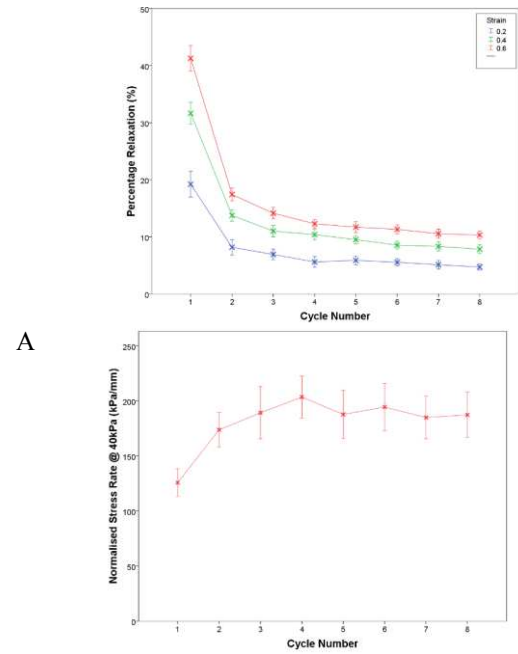 50
40
30
20
10
0
Percentage Relaxation (%)
Strain
0.2
0.4
0.6
1 2 3 4 5 6 7 8
Cycle Number
A
250
200
150
100
50
0
Normalised Stress Rate @ 40kPa (kPa/mm)
1 2 3 4 5 6 7 8
Cycle Number